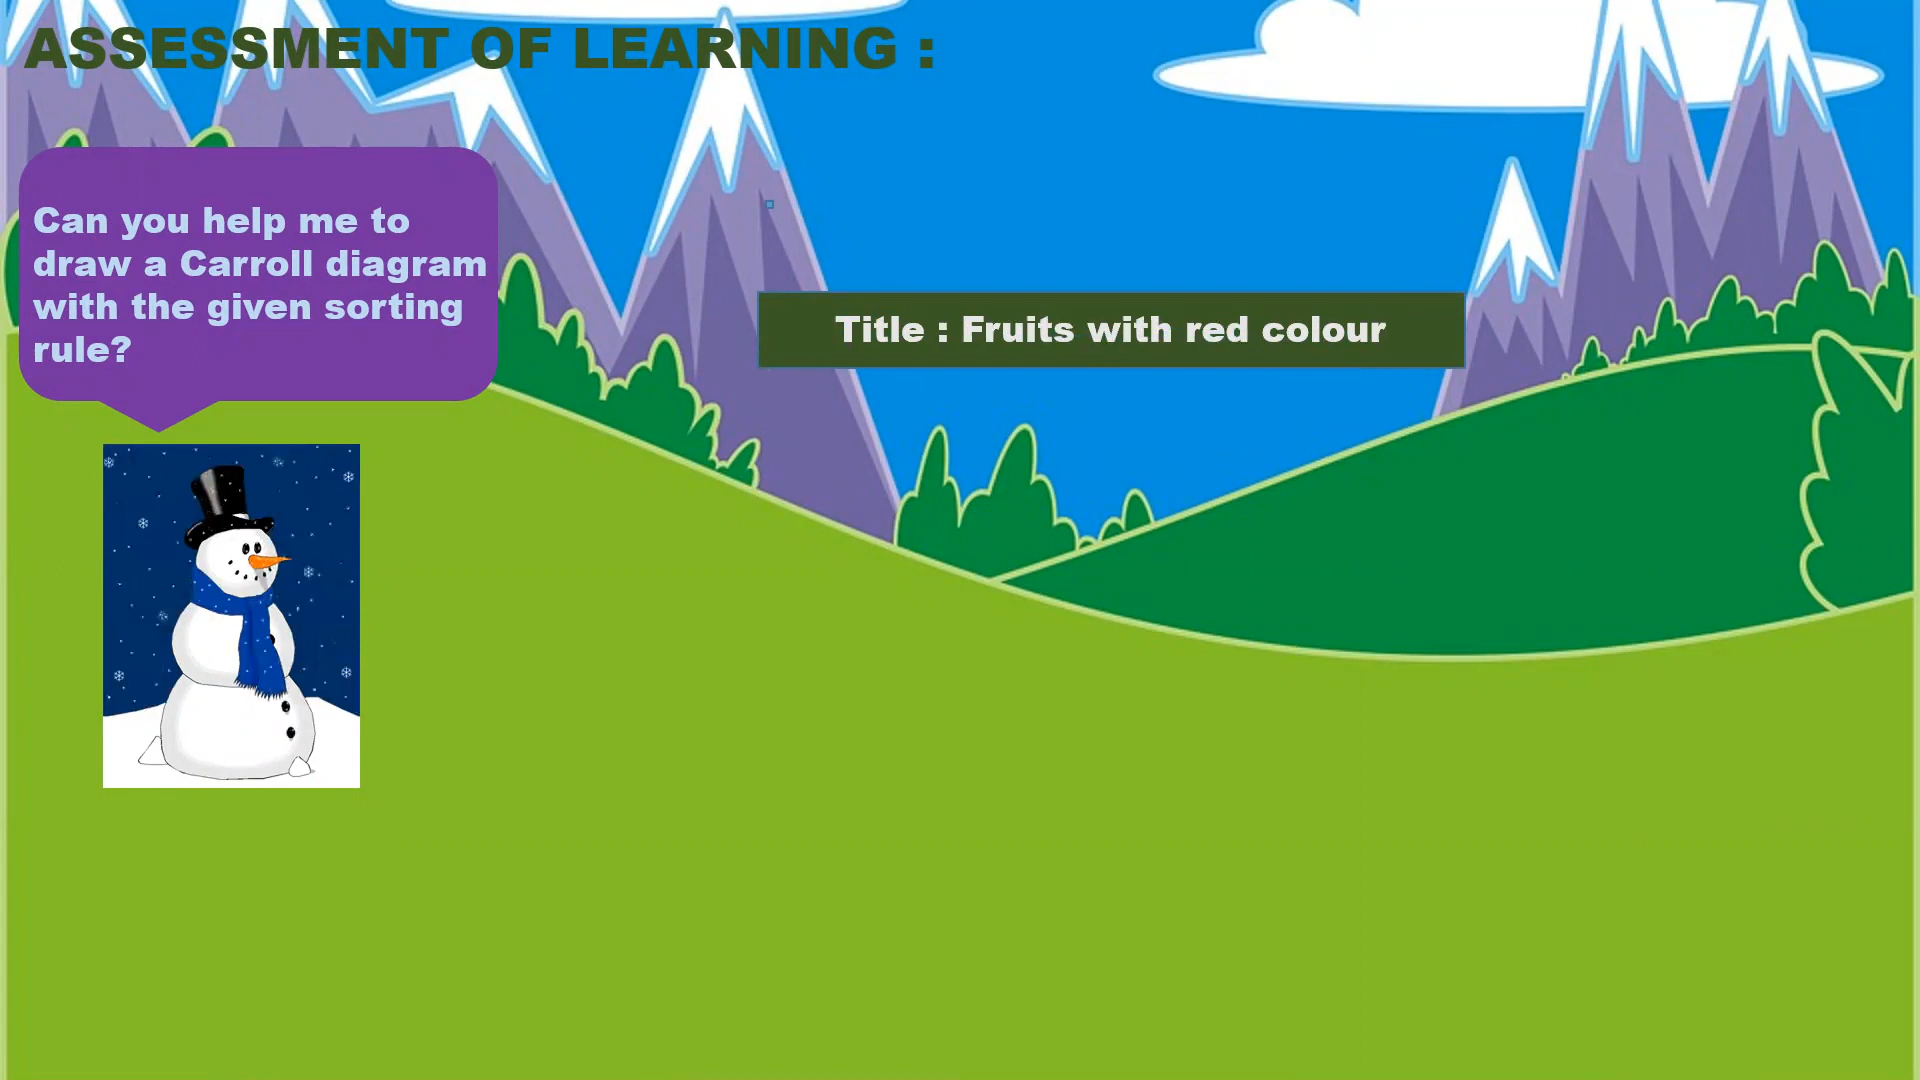 ASSESSMENT OF LEARNING :
Can you help me to
draw a Carroll diagram
with the given sorting
rule?
Title : Fruits with red colour